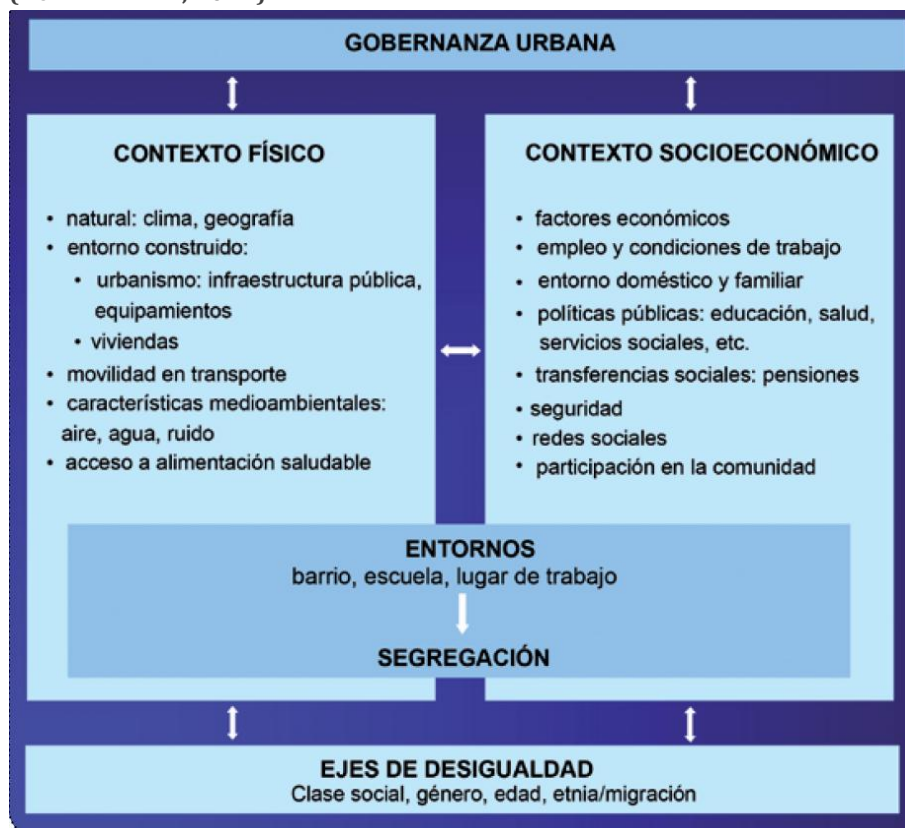 GOBERNANZA URBANA
CONTEXTO FÍSICO
• natural: clima, geografía
• entorno construido:
• urbanismo: infraestructura pública,
equipamientos
• viviendas
• movilidad en transporte
• características medioambientales:
aire, agua, ruido
• acceso a alimentación saludable
CONTEXTO SOCIOECONÓMICO
• factores económicos
• empleo y condiciones de trabajo
• entorno doméstico y familiar
• políticas públicas: educación, salud,
servicios sociales, etc.
• transferencias sociales: pensiones
• seguridad
• redes sociales
• participación en la comunidad
ENTORNOS
barrio, escuela, lugar de trabajo
SEGREGACIÓN
EJES DE DESIGUALDAD
Clase social, género, edad, etnia/migración